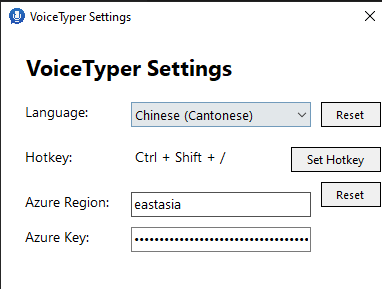 VoiceTyper Settings
VoiceTyper Settings
Language: Chinese (Cantonese) Reset
Hotkey: Ctrl + Shift + / Set Hotkey
Reset
Azure Region: eastasia
Azure Key: ••••••••••••••••••••••••••••••••••